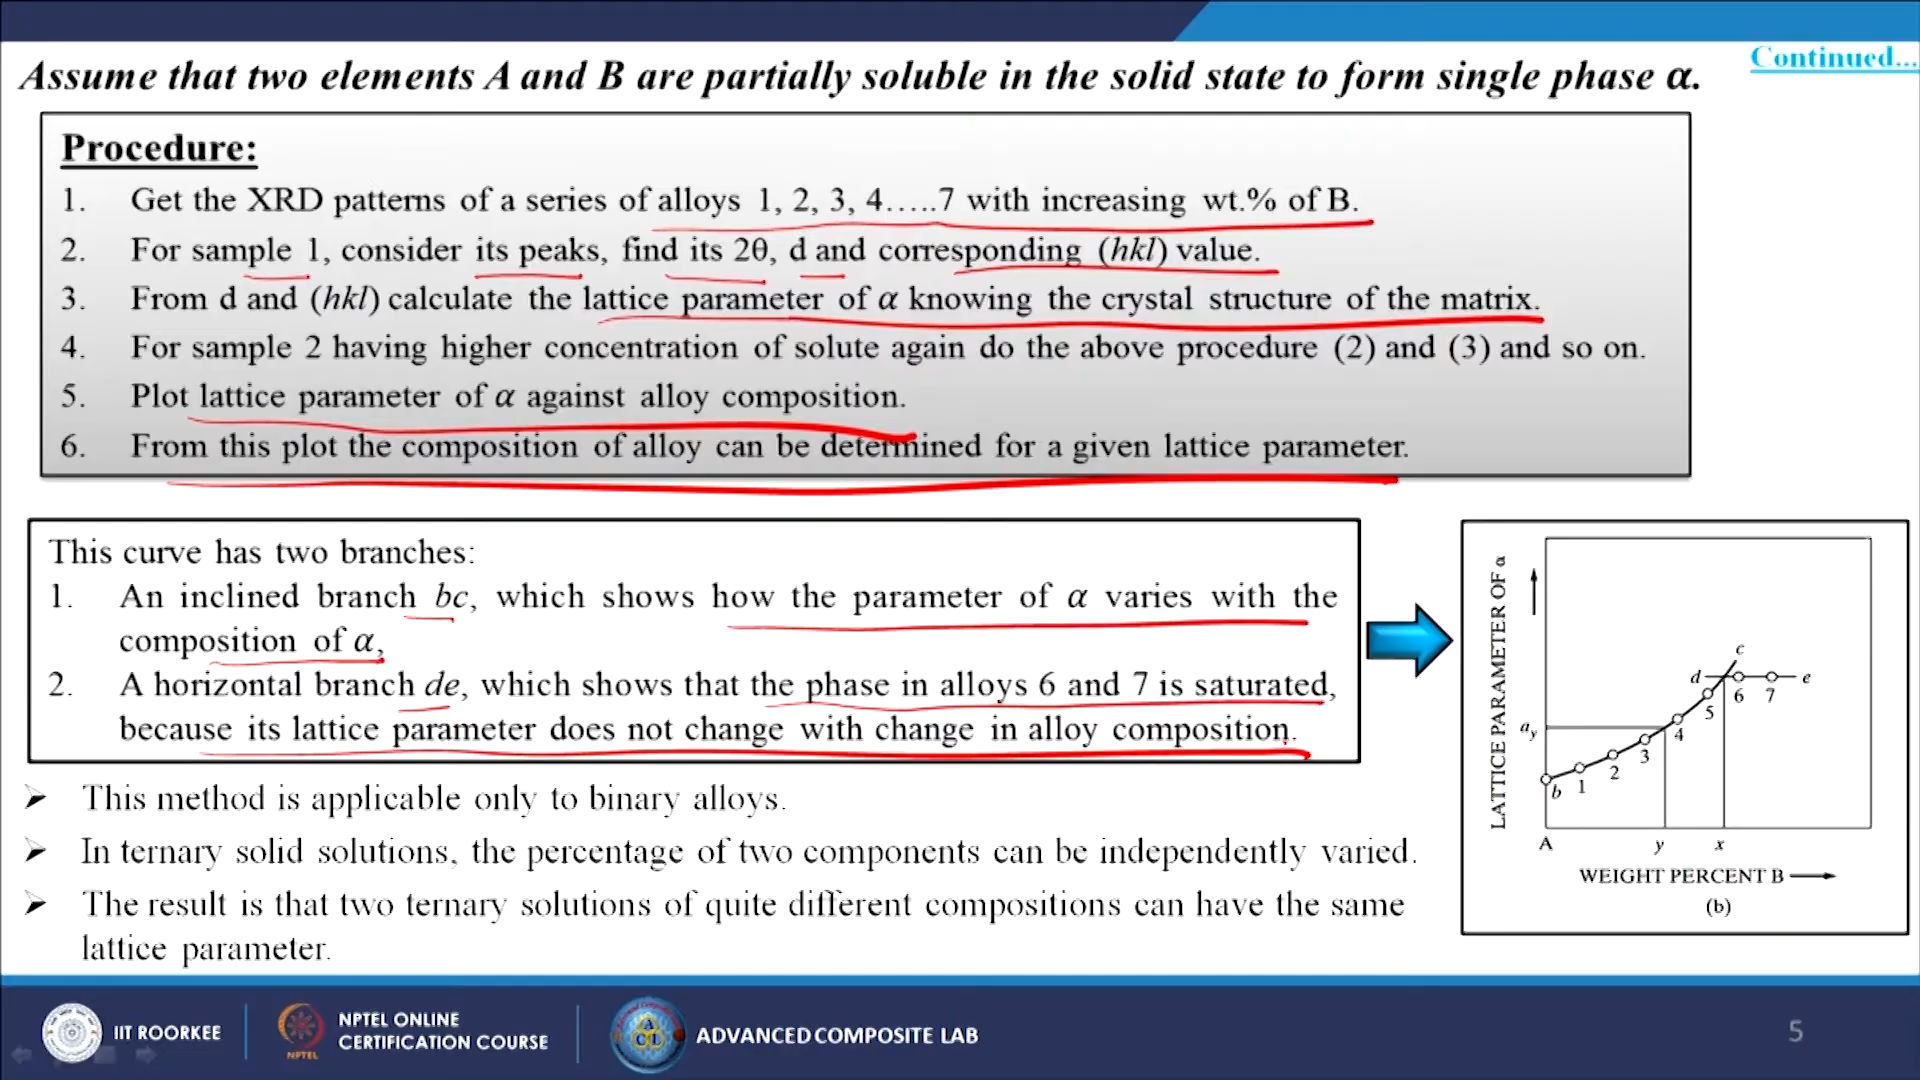 Continued...
Assume that two elements A and B are partially soluble in the solid state to form single phase α.
Procedure:
1. Get the XRD patterns of a series of alloys 1, 2, 3, 4…..7 with increasing wt.% of B.
2. For sample 1, consider its peaks, find its 2θ, d and corresponding (hkl) value.
3. From d and (hkl) calculate the lattice parameter of α knowing the crystal structure of the matrix.
4. For sample 2 having higher concentration of solute again do the above procedure (2) and (3) and so on.
5. Plot lattice parameter of α against alloy composition.
6. From this plot the composition of alloy can be determined for a given lattice parameter.
This curve has two branches:
1. An inclined branch bc, which shows how the parameter of α varies with the
composition of α,
2. A horizontal branch de, which shows that the phase in alloys 6 and 7 is saturated,
because its lattice parameter does not change with change in alloy composition.
LATTICE PARAMETER OF α
c
d e
6 7
5
a_y
4
3
2
b 1
A y x
WEIGHT PERCENT B
(b)
➢ This method is applicable only to binary alloys.
➢ In ternary solid solutions, the percentage of two components can be independently varied.
➢ The result is that two ternary solutions of quite different compositions can have the same
lattice parameter.
IIT ROORKEE
NPTEL
NPTEL ONLINE
CERTIFICATION COURSE
ADVANCED COMPOSITE LAB
5